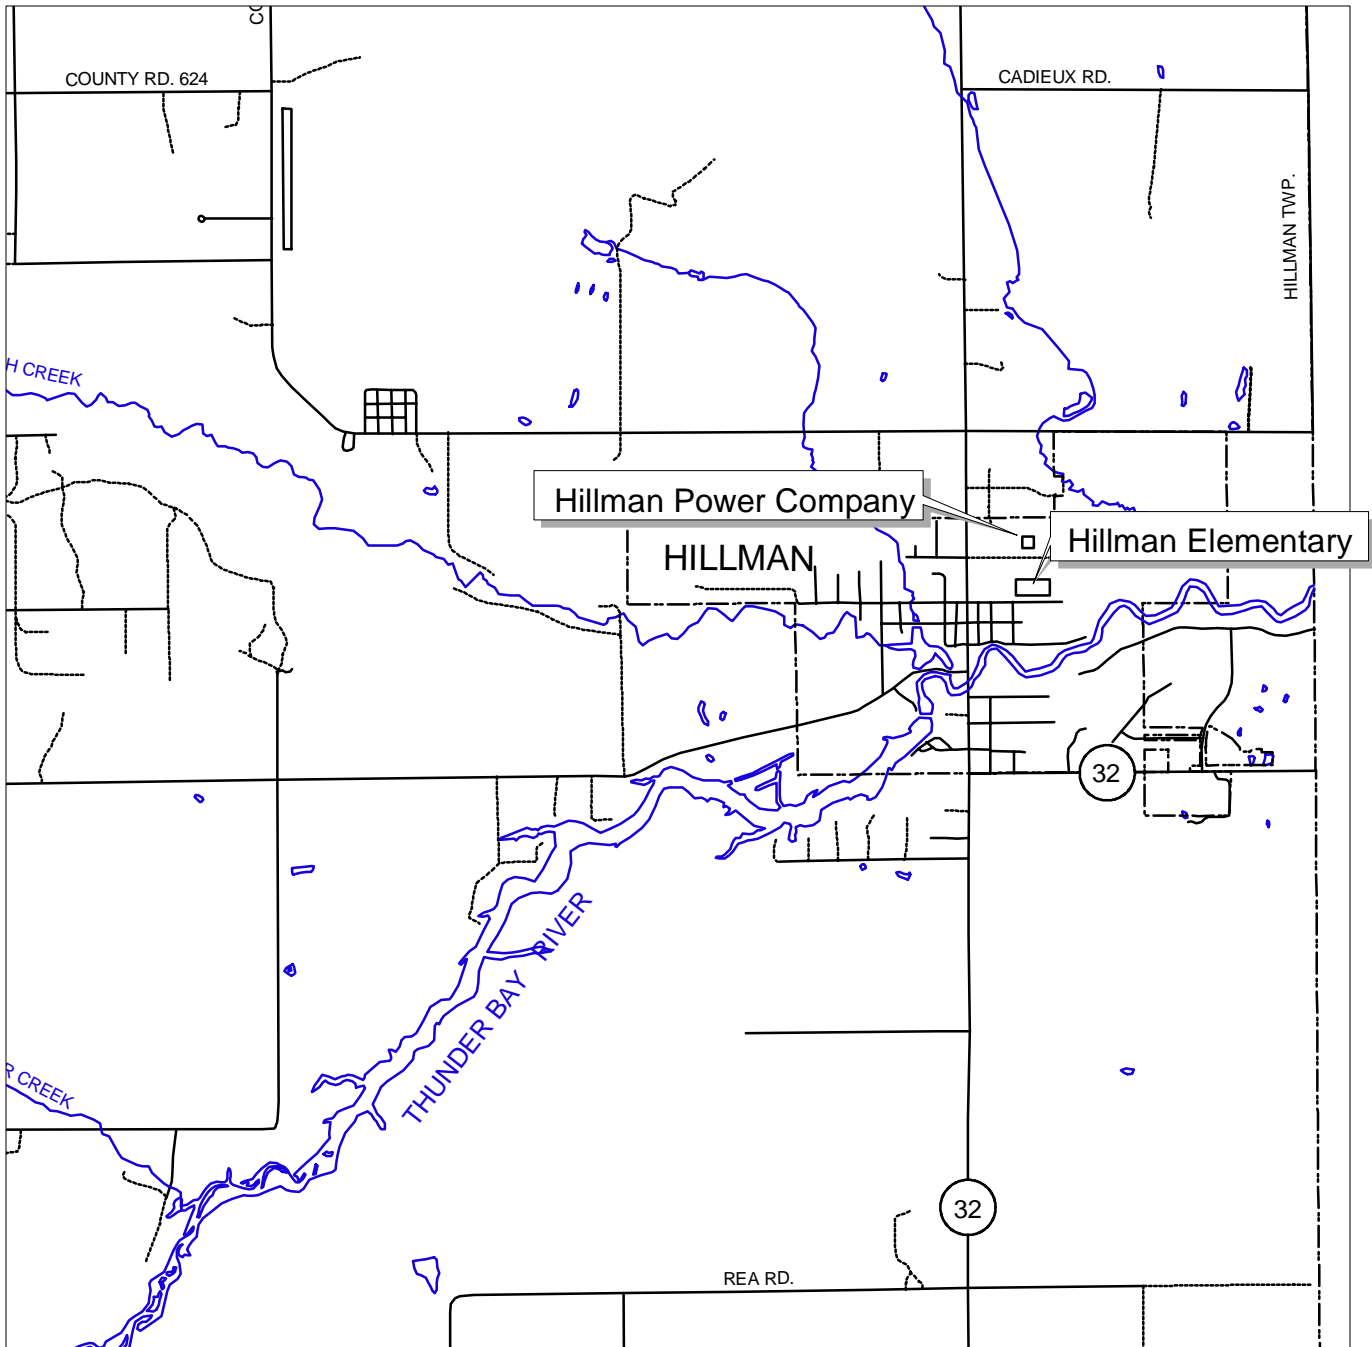 CO
COUNTY RD. 624
CADIEUX RD.
HILLMAN TWP.
H CREEK
Hillman Power Company
Hillman Elementary
HILLMAN
32
THUNDER BAY RIVER
R CREEK
32
REA RD.